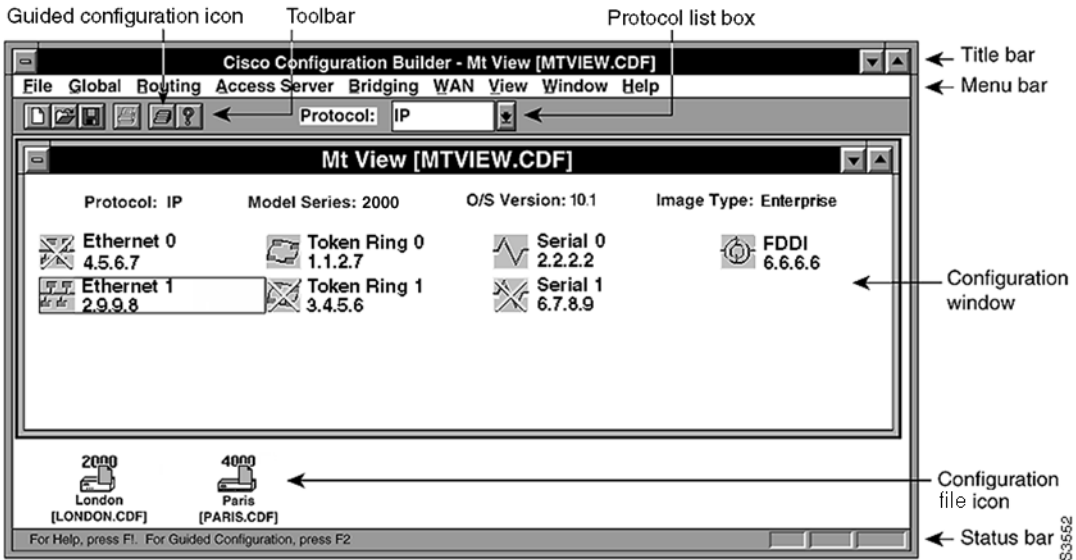 Guided configuration icon Toolbar Protocol list box
Cisco Configuration Builder - Mt View [MTVIEW.CDF]
Title bar
File Global Routing Access Server Bridging WAN View Window Help
Menu bar
Protocol: IP
Mt View [MTVIEW.CDF]
Protocol: IP Model Series: 2000 O/S Version: 10.1 Image Type: Enterprise
Ethernet 0 Token Ring 0 Serial 0 FDDI
4.5.6.7 1.1.2.7 2.2.2.2 6.6.6.6
Ethernet 1 Token Ring 1 Serial 1
2.9.9.8 3.4.5.6 6.7.8.9
Configuration
window
2000 4000
London Paris
[LONDON.CDF] [PARIS.CDF]
Configuration
file icon
For Help, press F!. For Guided Configuration, press F2
Status bar
S3552